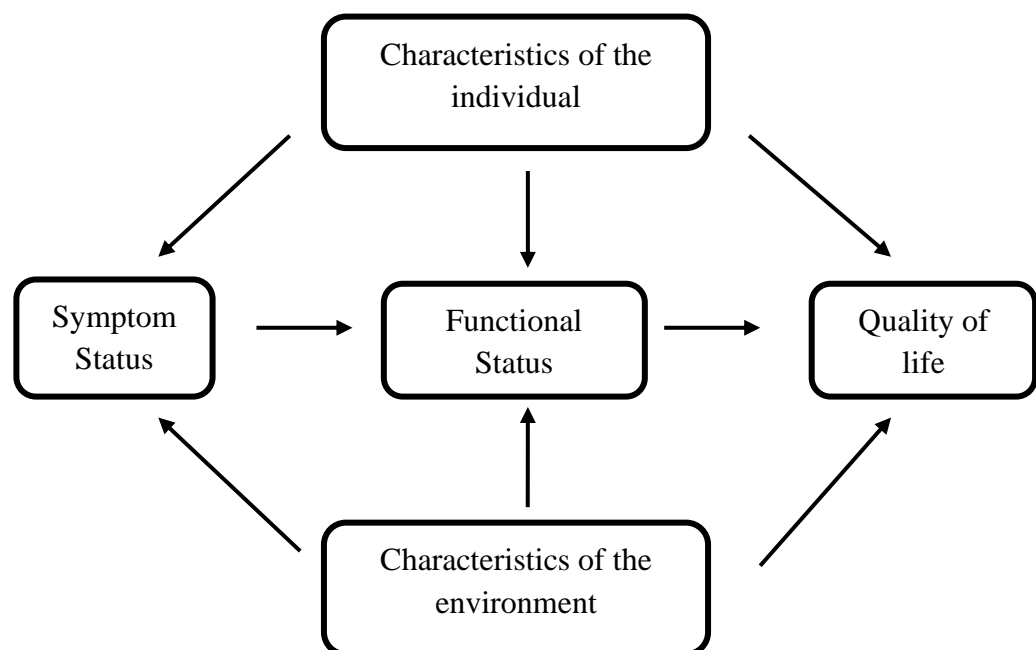 Characteristics of the
individual
Symptom
Status
Functional
Status
Quality of
life
Characteristics of the
environment